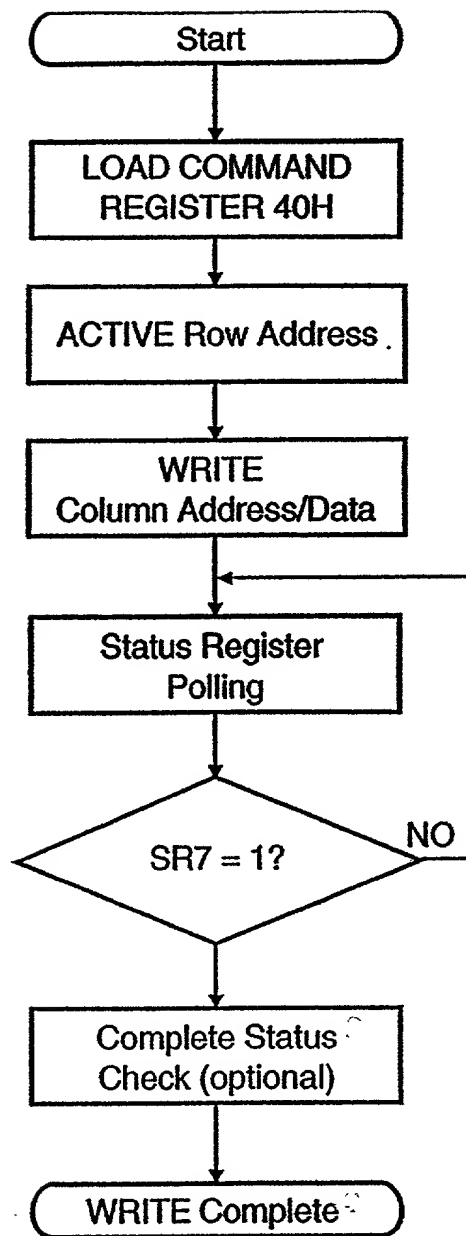 Start
LOAD COMMAND
REGISTER 40H
ACTIVE Row Address
WRITE
Column Address/Data
Status Register
Polling
SR7 = 1?
NO
Complete Status
Check (optional)
WRITE Complete